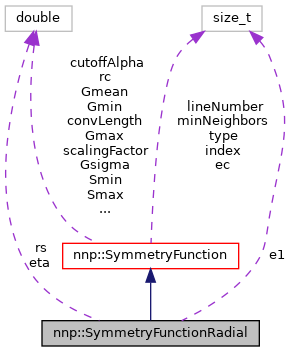 double
size_t
cutoffAlpha
rc
Gmean
Gmin
convLength
Gmax
scalingFactor
Gsigma
Smin
Smax
...
lineNumber
minNeighbors
type
index
ec
rs
eta
nnp::SymmetryFunction
e1
nnp::SymmetryFunctionRadial